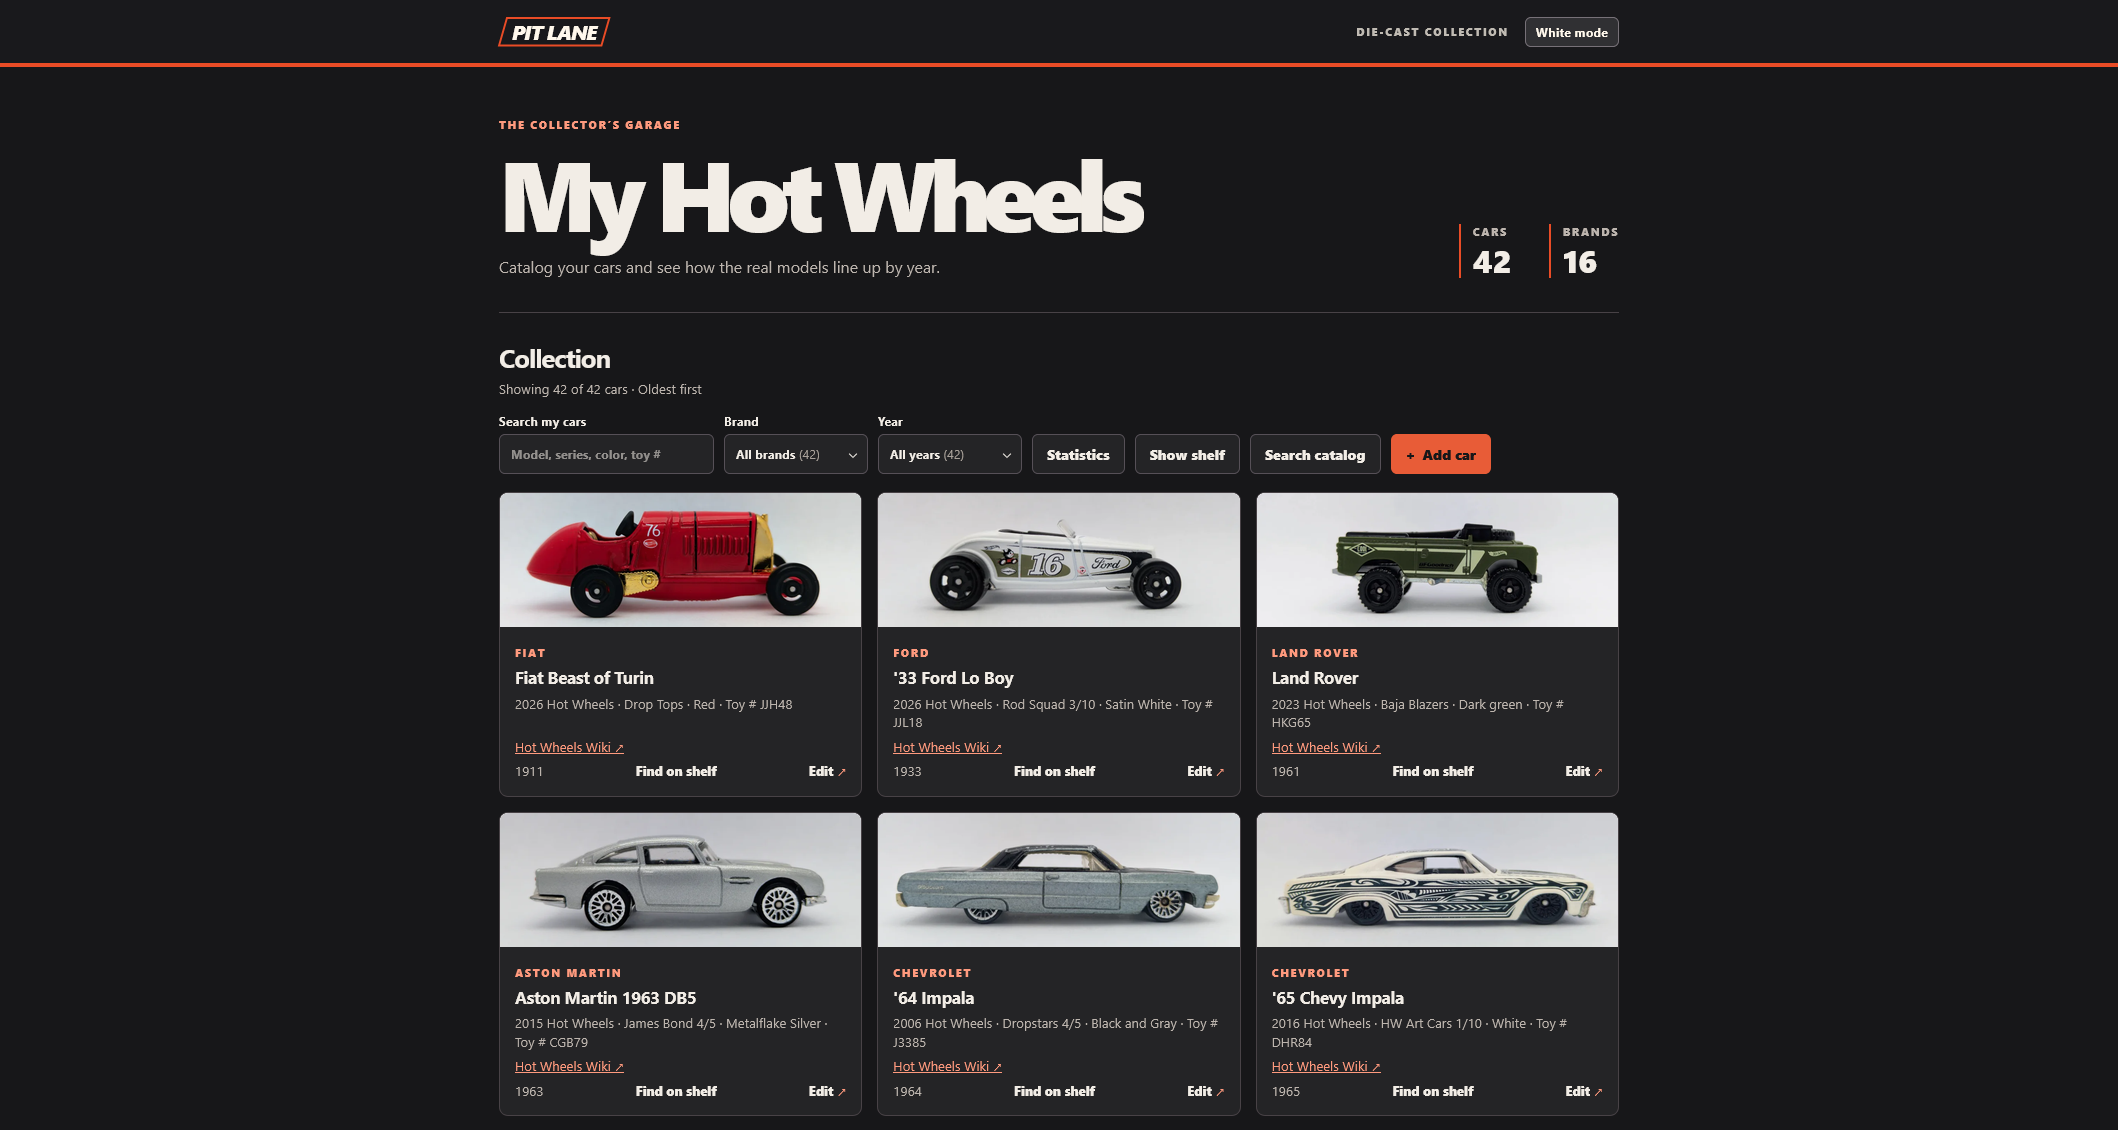 PIT LANE
DIE-CAST COLLECTION
White mode
THE COLLECTOR'S GARAGE
My Hot Wheels
Catalog your cars and see how the real models line up by year.
CARS
42
BRANDS
16
Collection
Showing 42 of 42 cars · Oldest first
Search my cars
Brand
Year
Model, series, color, toy #
All brands (42)
All years (42)
Statistics
Show shelf
Search catalog
+ Add car
76
16
Ford
FIAT
Fiat Beast of Turin
2026 Hot Wheels · Drop Tops · Red · Toy # JJH48
Hot Wheels Wiki ↗
1911
Find on shelf
Edit ↗
FORD
'33 Ford Lo Boy
2026 Hot Wheels · Rod Squad 3/10 · Satin White · Toy #
JJL18
Hot Wheels Wiki ↗
1933
Find on shelf
Edit ↗
LAND ROVER
Land Rover
2023 Hot Wheels · Baja Blazers · Dark green · Toy #
HKG65
Hot Wheels Wiki ↗
1961
Find on shelf
Edit ↗
ASTON MARTIN
Aston Martin 1963 DB5
2015 Hot Wheels · James Bond 4/5 · Metalflake Silver ·
Toy # CGB79
Hot Wheels Wiki ↗
1963
Find on shelf
Edit ↗
CHEVROLET
'64 Impala
2006 Hot Wheels · Dropstars 4/5 · Black and Gray · Toy #
J3385
Hot Wheels Wiki ↗
1964
Find on shelf
Edit ↗
CHEVROLET
'65 Chevy Impala
2016 Hot Wheels · HW Art Cars 1/10 · White · Toy #
DHR84
Hot Wheels Wiki ↗
1965
Find on shelf
Edit ↗